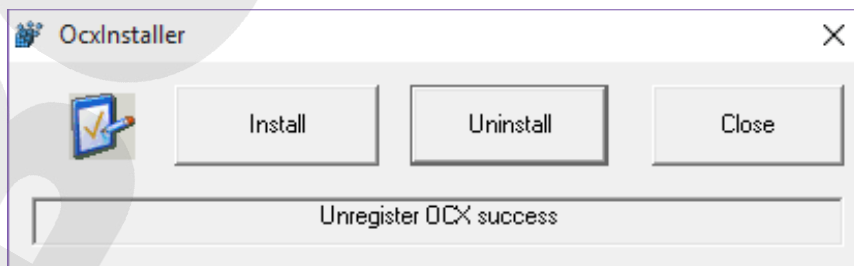 OcxInstaller
Install Uninstall Close
Unregister OCX success